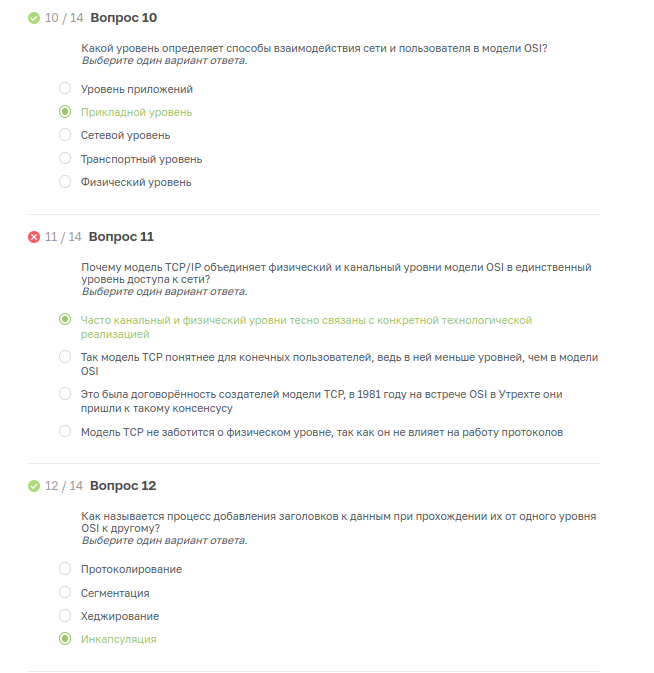 10 / 14 Вопрос 10
Какой уровень определяет способы взаимодействия сети и пользователя в модели OSI?
Выберите один вариант ответа.
Уровень приложений
Прикладной уровень
Сетевой уровень
Транспортный уровень
Физический уровень
11 / 14 Вопрос 11
Почему модель TCP/IP объединяет физический и канальный уровни модели OSI в единственный
уровень доступа к сети?
Выберите один вариант ответа.
Часто канальный и физический уровни тесно связаны с конкретной технологической
реализацией
Так модель TCP понятнее для конечных пользователей, ведь в ней меньше уровней, чем в модели
OSI
Это была договорённость создателей модели TCP, в 1981 году на встрече OSI в Утрехте они
пришли к такому консенсусу
Модель TCP не заботится о физическом уровне, так как он не влияет на работу протоколов
12 / 14 Вопрос 12
Как называется процесс добавления заголовков к данным при прохождении их от одного уровня
OSI к другому?
Выберите один вариант ответа.
Протоколирование
Сегментация
Хеджирование
Инкапсуляция